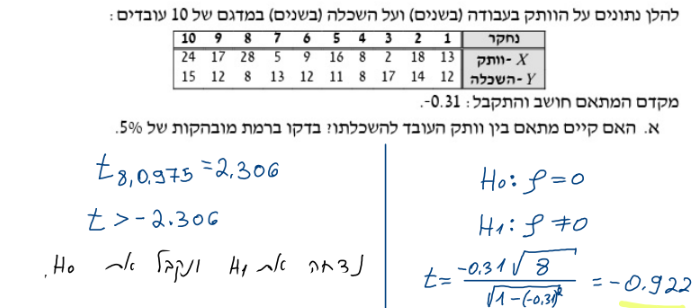 להלן נתונים על הוותק בעבודה (בשנים) ועל השכלה (בשנים) במדגם של 10 עובדים:
נחקר 1 2 3 4 5 6 7 8 9 10
X -וותק 13 18 2 8 16 9 5 28 17 24
Y -השכלה 12 14 17 8 11 12 13 8 12 15
מקדם המתאם חושב והתקבל: -0.31.
א. האם קיים מתאם בין וותק העובד להשכלתו? בדקו ברמת מובהקות של 5%.
H₀: ρ=0
H₁: ρ≠0
t = -0.31√8 / √1-(-0.31)² = -0.922
t₈,₀.₉₇₅ = 2.306
t > -2.306
נדחה את H₁ ונקבל את H₀.